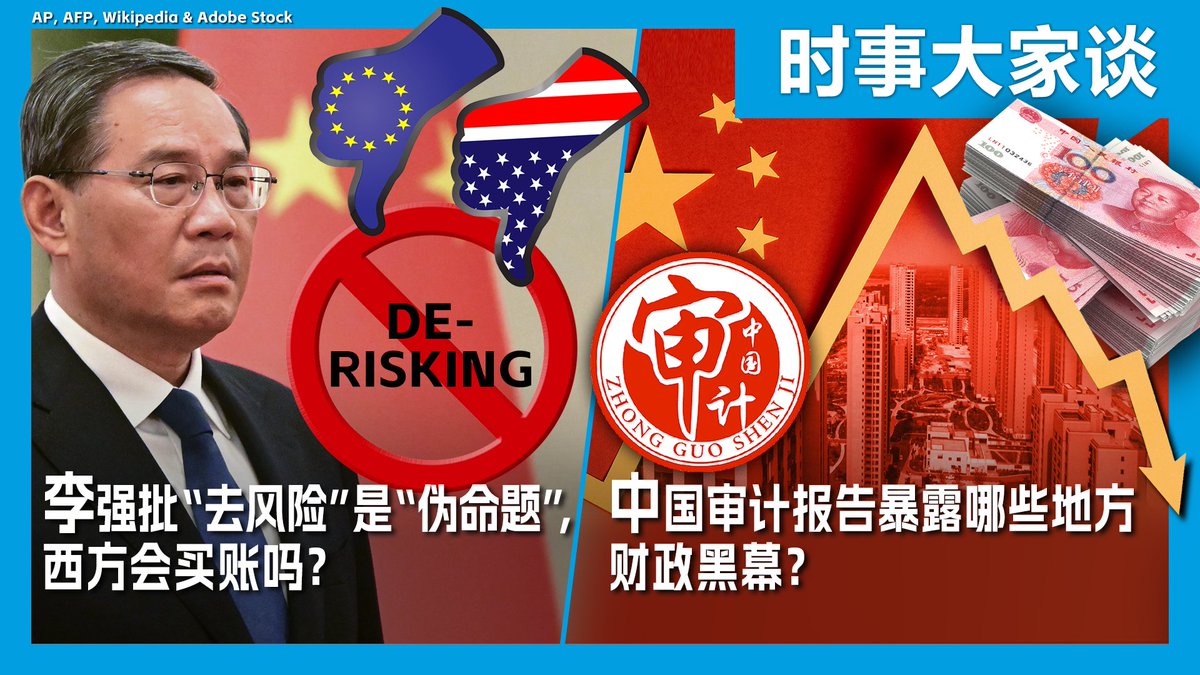 AP, AFP, Wikipedia & Adobe Stock
时事大家谈
DE-
RISKING
中国
审计
ZHONG GUO SHEN JI
100
100
李强批“去风险”是“伪命题”,
西方会买账吗?
中国审计报告暴露哪些地方
财政黑幕?